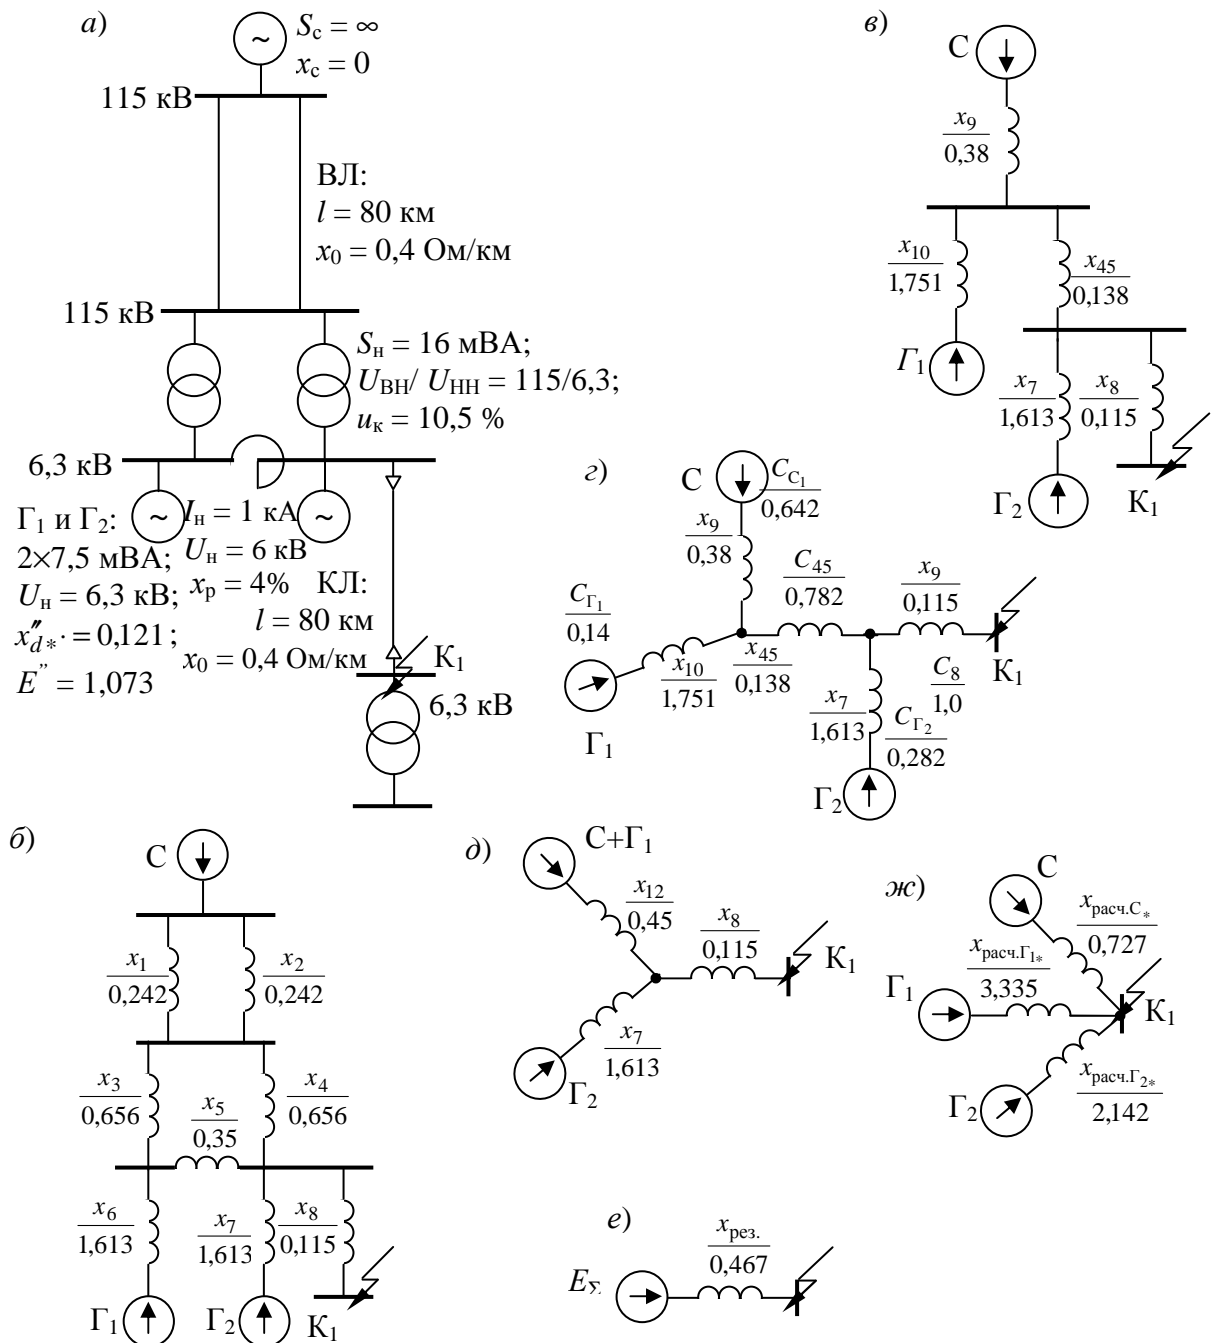 а)
S_с = ∞
x_с = 0
115 кВ
ВЛ:
l = 80 км
x_0 = 0,4 Ом/км
115 кВ
S_н = 16 мВА;
U_ВН/ U_НН = 115/6,3;
u_к = 10,5 %
6,3 кВ
Г_1 и Г_2:
2×7,5 мВА;
U_н = 6,3 кВ;
x″_d* · = 0,121;
E″ = 1,073
I_н = 1 кА
U_н = 6 кВ
x_р = 4%
КЛ:
l = 80 км
x_0 = 0,4 Ом/км
К_1
6,3 кВ
б)
С
x_1
0,242
x_2
0,242
x_3
0,656
x_4
0,656
x_5
0,35
x_6
1,613
x_7
1,613
x_8
0,115
Г_1
Г_2
К_1
в)
С
x_9
0,38
x_10
1,751
x_45
0,138
Г_1
x_7
1,613
x_8
0,115
Г_2
К_1
г)
С
C_С1
0,642
x_9
0,38
C_45
0,782
x_9
0,115
C_Г1
0,14
x_10
1,751
x_45
0,138
C_8
1,0
К_1
x_7
1,613
C_Г2
0,282
Г_1
Г_2
д)
С+Г_1
x_12
0,45
x_8
0,115
К_1
x_7
1,613
Г_2
ж)
С
x_расч.С*
0,727
x_расч.Г1*
3,335
Г_1
К_1
x_расч.Г2*
2,142
Г_2
е)
E_Σ
x_рез.
0,467